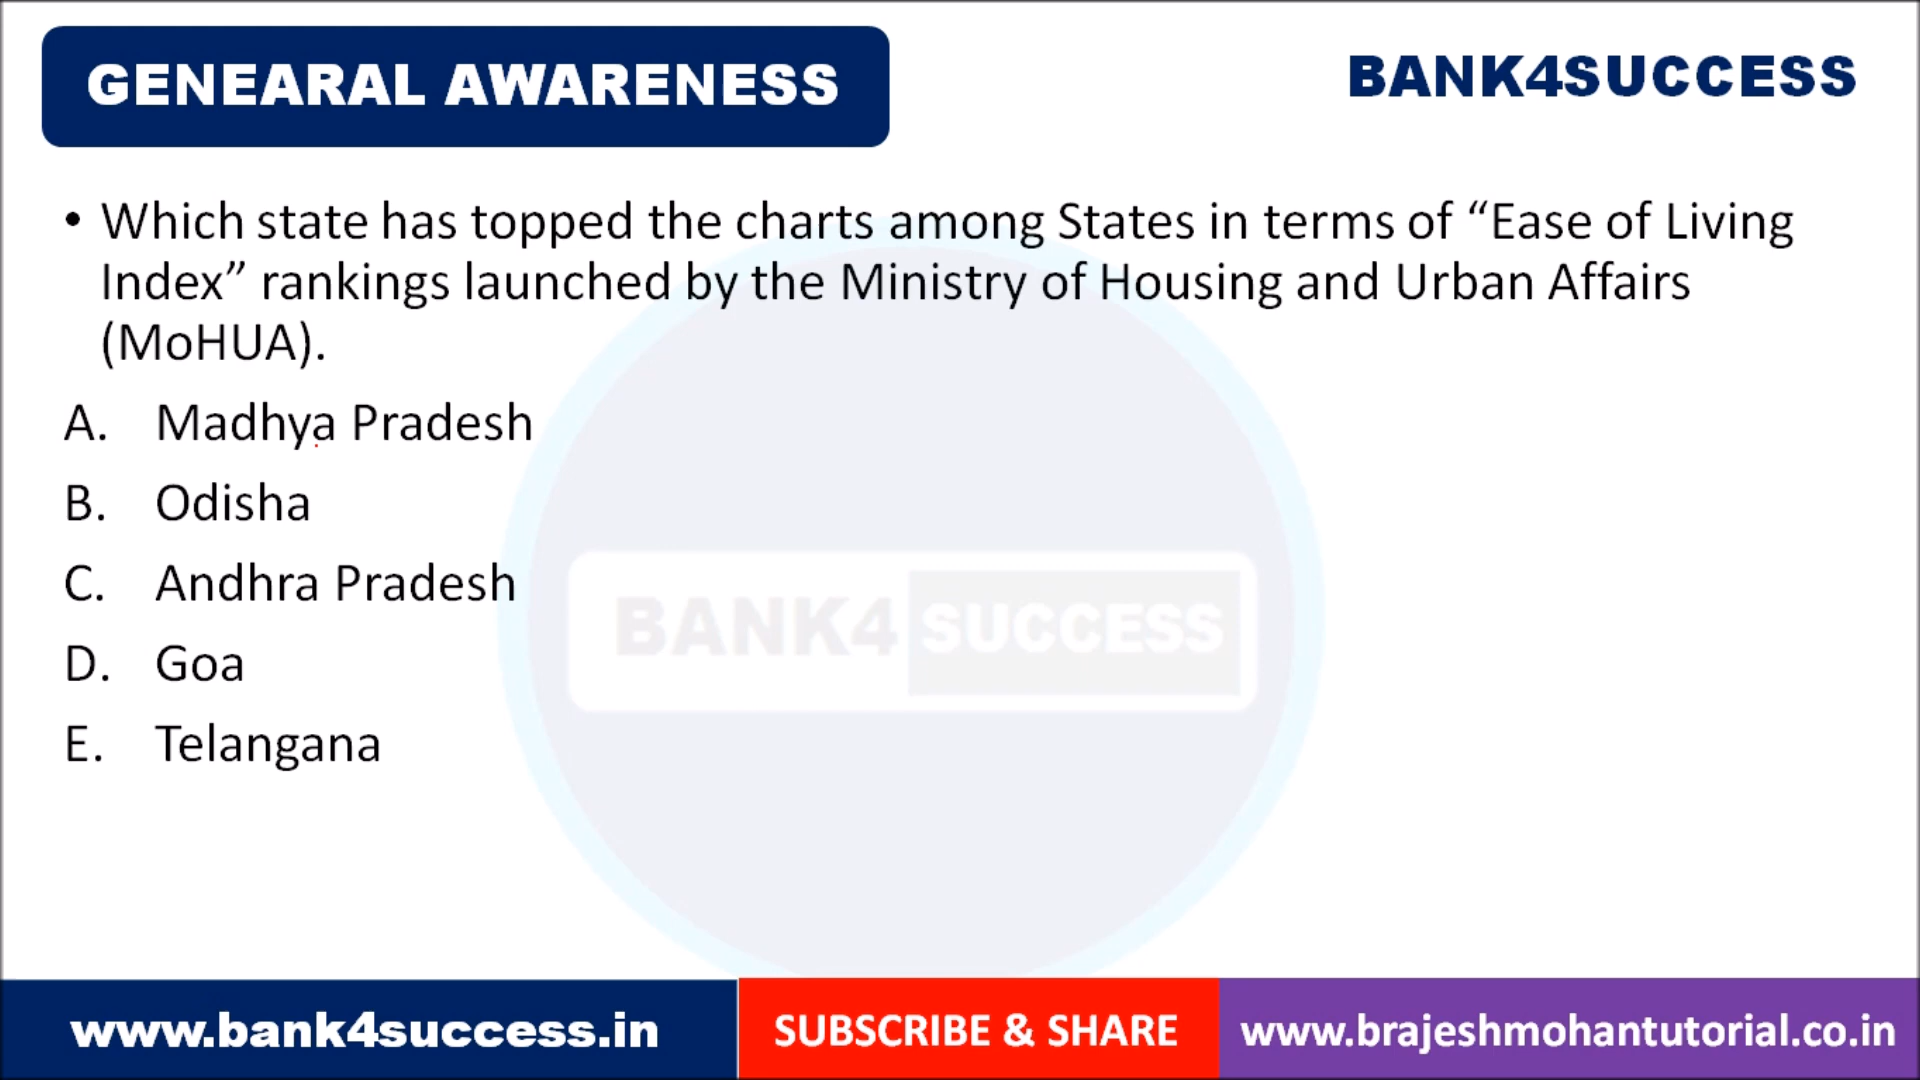 GENEARAL AWARENESS
BANK4SUCCESS
• Which state has topped the charts among States in terms of “Ease of Living
Index” rankings launched by the Ministry of Housing and Urban Affairs
(MoHUA).
A. Madhya Pradesh
B. Odisha
C. Andhra Pradesh
D. Goa
E. Telangana
BANK4 SUCCESS
www.bank4success.in
SUBSCRIBE & SHARE
www.brajeshmohantutorial.co.in